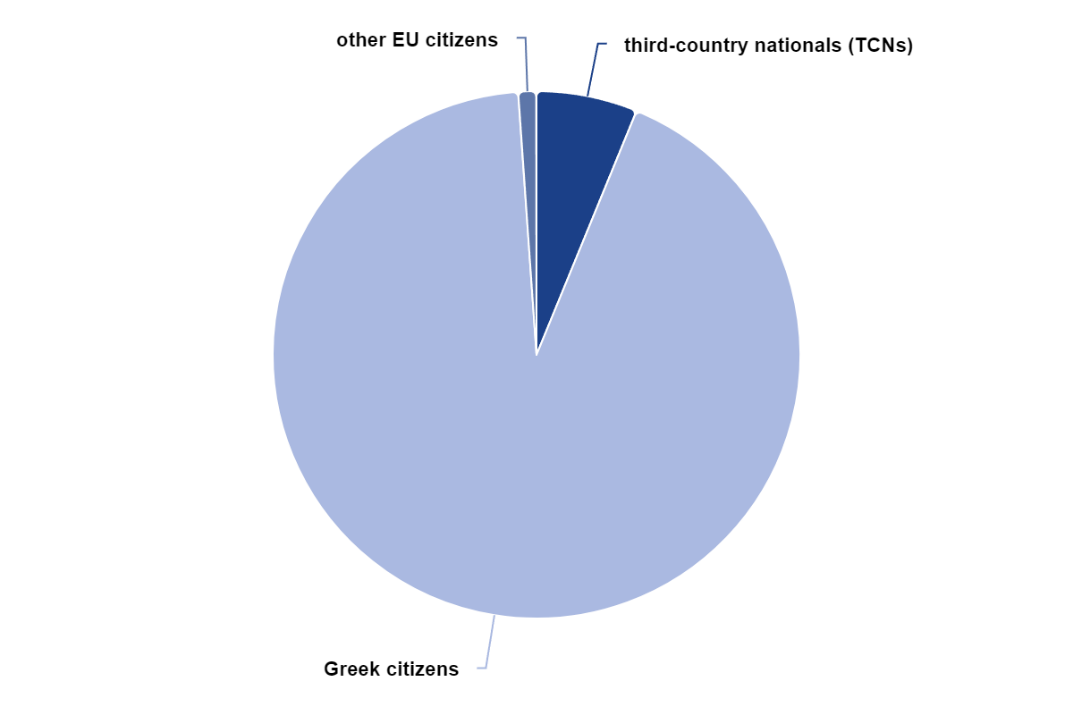 other EU citizens
third-country nationals (TCNs)
Greek citizens